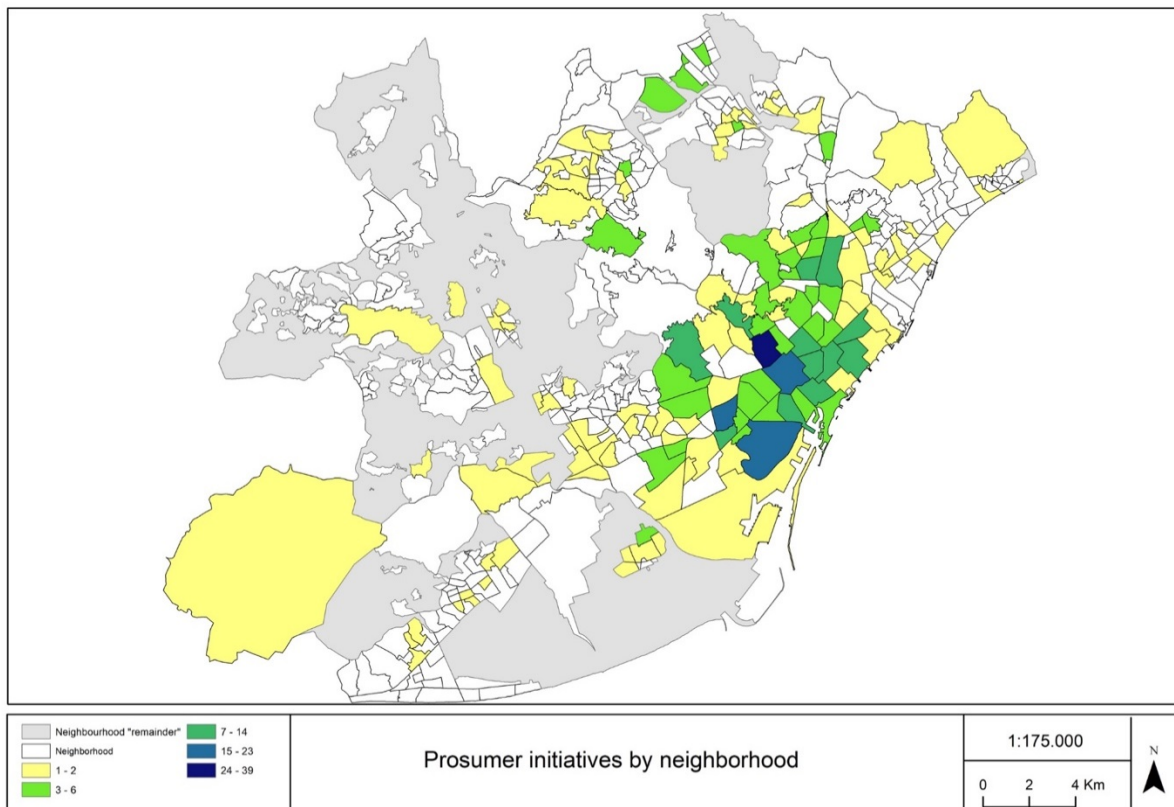 Neighbourhood "remainder"
Neighborhood
1 - 2
3 - 6
7 - 14
15 - 23
24 - 39
Prosumer initiatives by neighborhood
1:175.000
0 2 4 Km
N